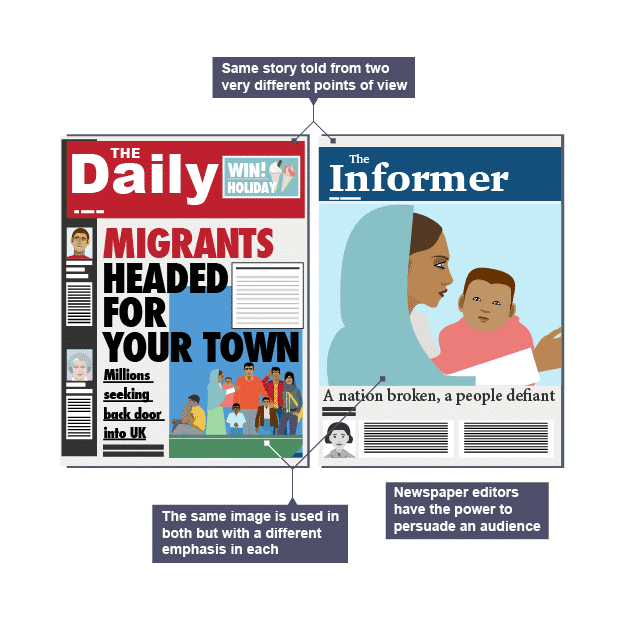 Same story told from two
very different points of view
THE
Daily
WIN!
HOLIDAY
MIGRANTS
HEADED
FOR
YOUR TOWN
Millions
seeking
back door
into UK
The
Informer
A nation broken, a people defiant
The same image is used in
both but with a different
emphasis in each
Newspaper editors
have the power to
persuade an audience